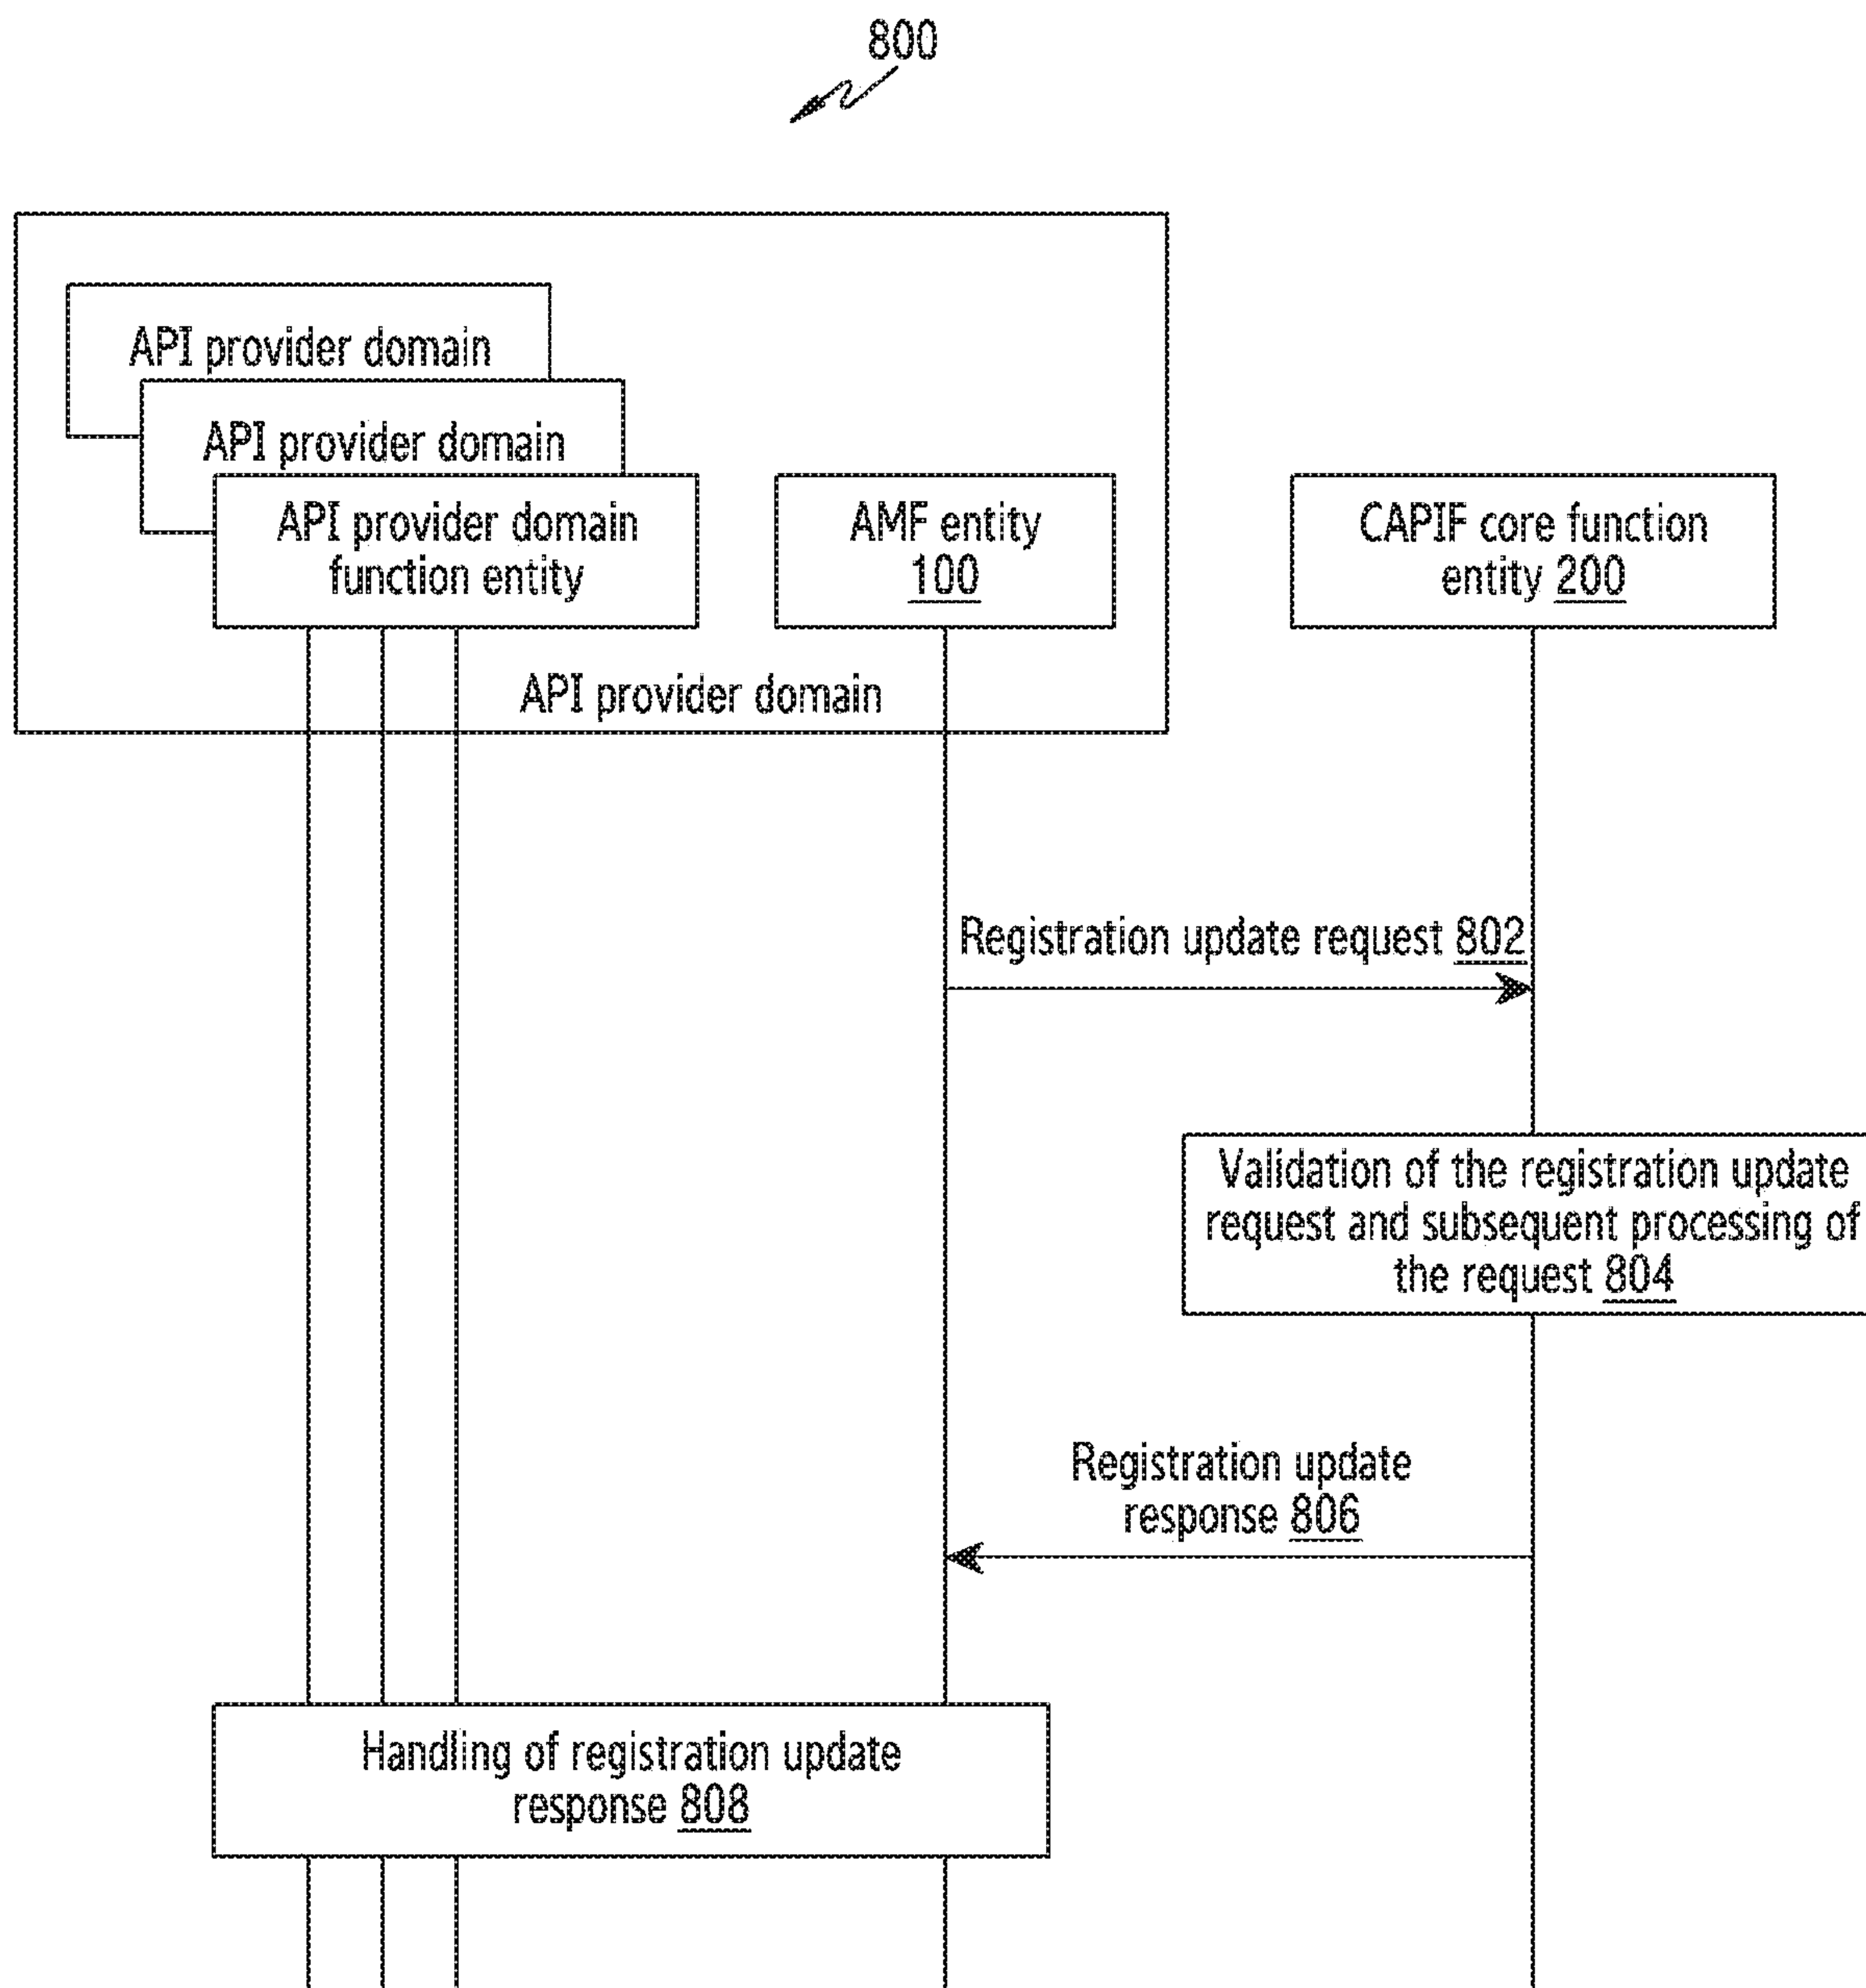 800
API provider domain
API provider domain
API provider domain
function entity
AMF entity
100
CAPIF core function
entity 200
API provider domain
Registration update request 802
Validation of the registration update
request and subsequent processing of
the request 804
Registration update
response 806
Handling of registration update
response 808